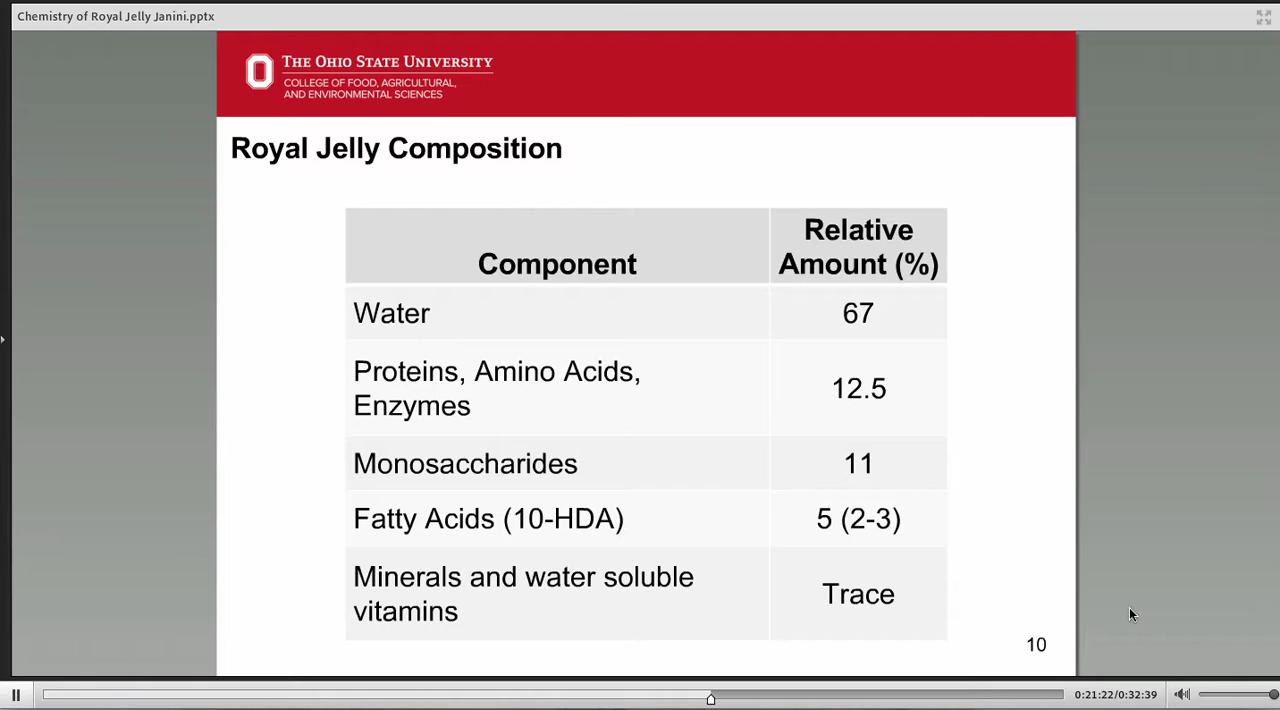 Chemistry of Royal Jelly Janini.pptx
THE OHIO STATE UNIVERSITY
COLLEGE OF FOOD, AGRICULTURAL,
AND ENVIRONMENTAL SCIENCES
Royal Jelly Composition
Component
Relative
Amount (%)
Water
67
Proteins, Amino Acids,
Enzymes
12.5
Monosaccharides
11
Fatty Acids (10-HDA)
5 (2-3)
Minerals and water soluble
vitamins
Trace
10
0:21:22/0:32:39